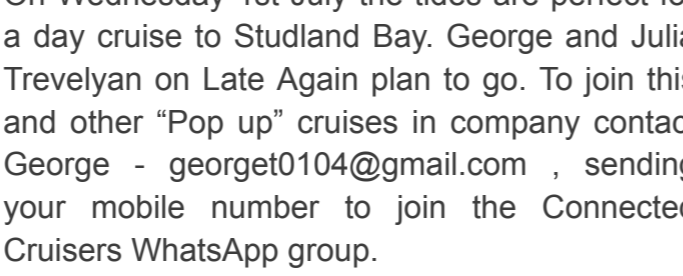 On Wednesday 1st July the tides are perfect for
a day cruise to Studland Bay. George and Julia
Trevelyan on Late Again plan to go. To join this
and other “Pop up” cruises in company contac
George - georget0104@gmail.com , sending
your mobile number to join the Connected
Cruisers WhatsApp group.